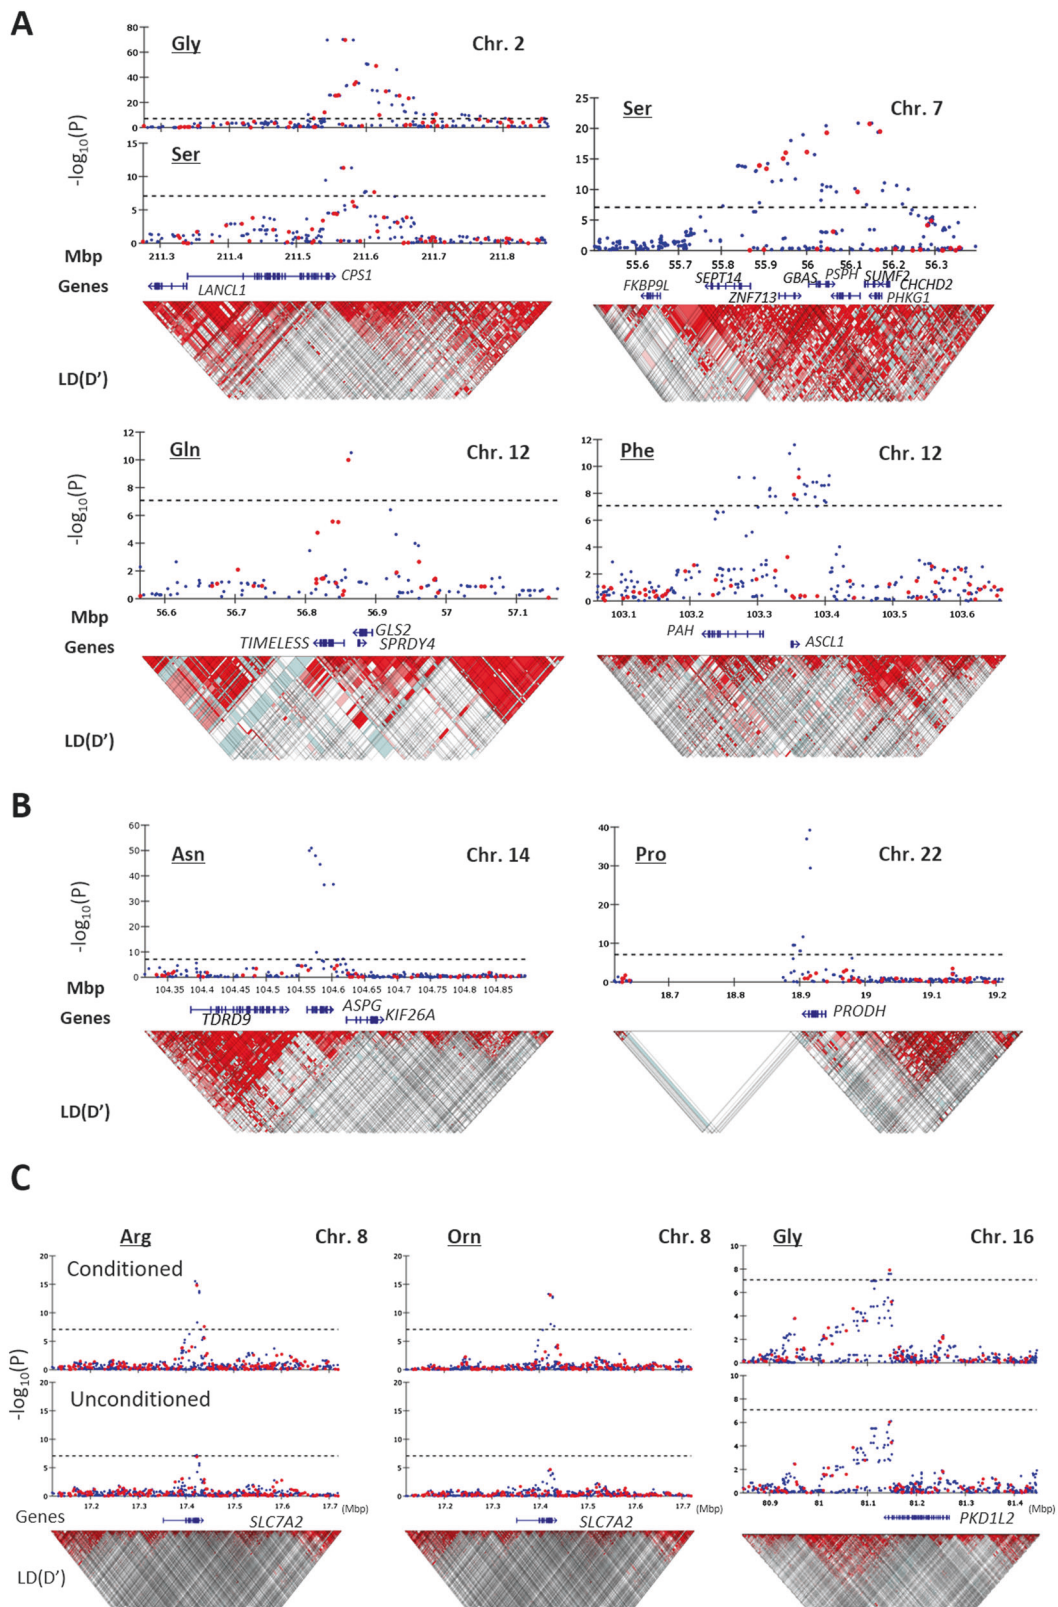 A
Gly Chr. 2
80
60
40
20
0
-log10(P)
Ser
15
10
5
0
Mbp 211.3 211.4 211.5 211.6 211.7 211.8
Genes LANCL1 CPS1
LD(D’)
Ser Chr. 7
25
20
15
10
5
0
55.6 55.7 55.8 55.9 56 56.1 56.2 56.3
FKBP9L SEPT14 ZNF713 GBAS PSPH SUMF2 CHCHD2 PHKG1
Gln Chr. 12
12
10
8
6
4
2
0
-log10(P)
Mbp 56.6 56.7 56.8 56.9 57 57.1
Genes TIMELESS GLS2 SPRDY4
LD(D’)
Phe Chr. 12
12
10
8
6
4
2
0
103.1 103.2 103.3 103.4 103.5 103.6
PAH ASCL1
B
Asn Chr. 14
60
50
40
30
20
10
0
-log10(P)
Mbp 104.35 104.4 104.45 104.5 104.55 104.6 104.65 104.7 104.75 104.8 104.85
Genes TDRD9 ASPG KIF26A
LD(D’)
Pro Chr. 22
40
30
20
10
0
18.7 18.8 18.9 19 19.1 19.2
PRODH
C
Arg Chr. 8
Conditioned
20
15
10
5
0
-log10(P)
Unconditioned
20
15
10
5
0
17.2 17.3 17.4 17.5 17.6 17.7 (Mbp)
Genes SLC7A2
LD(D’)
Orn Chr. 8
20
15
10
5
0
20
15
10
5
0
17.2 17.3 17.4 17.5 17.6 17.7 (Mbp)
SLC7A2
Gly Chr. 16
10
8
6
4
2
0
10
8
6
4
2
0
80.9 81 81.1 81.2 81.3 81.4 (Mbp)
PKD1L2